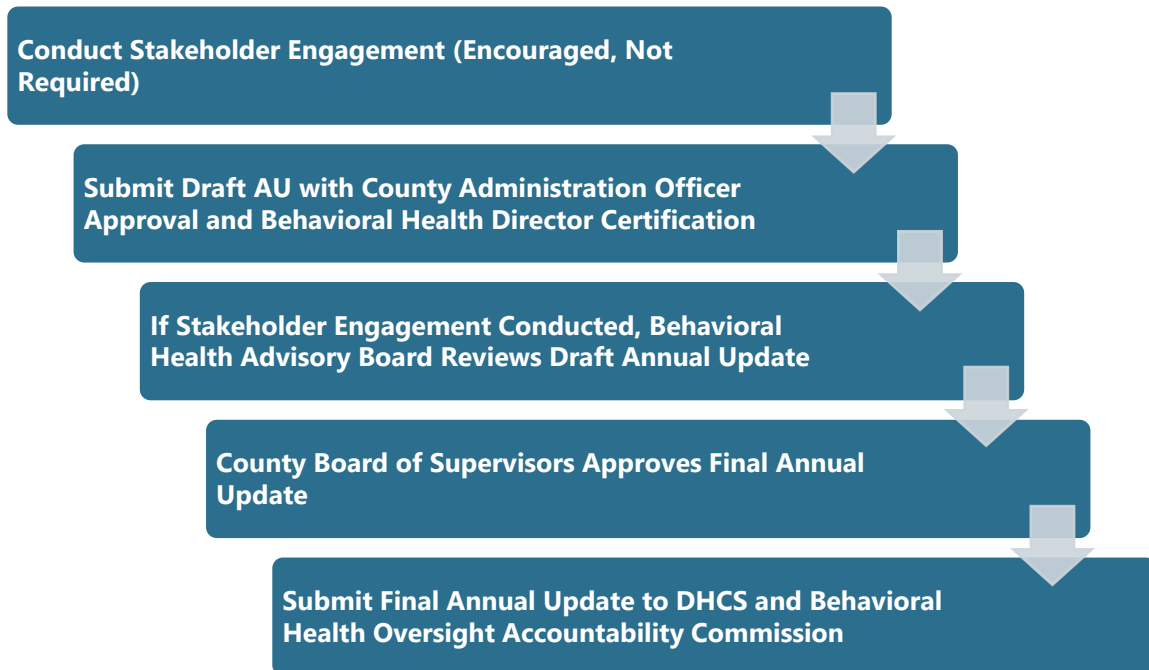 Conduct Stakeholder Engagement (Encouraged, Not
Required)
Submit Draft AU with County Administration Officer
Approval and Behavioral Health Director Certification
If Stakeholder Engagement Conducted, Behavioral
Health Advisory Board Reviews Draft Annual Update
County Board of Supervisors Approves Final Annual
Update
Submit Final Annual Update to DHCS and Behavioral
Health Oversight Accountability Commission